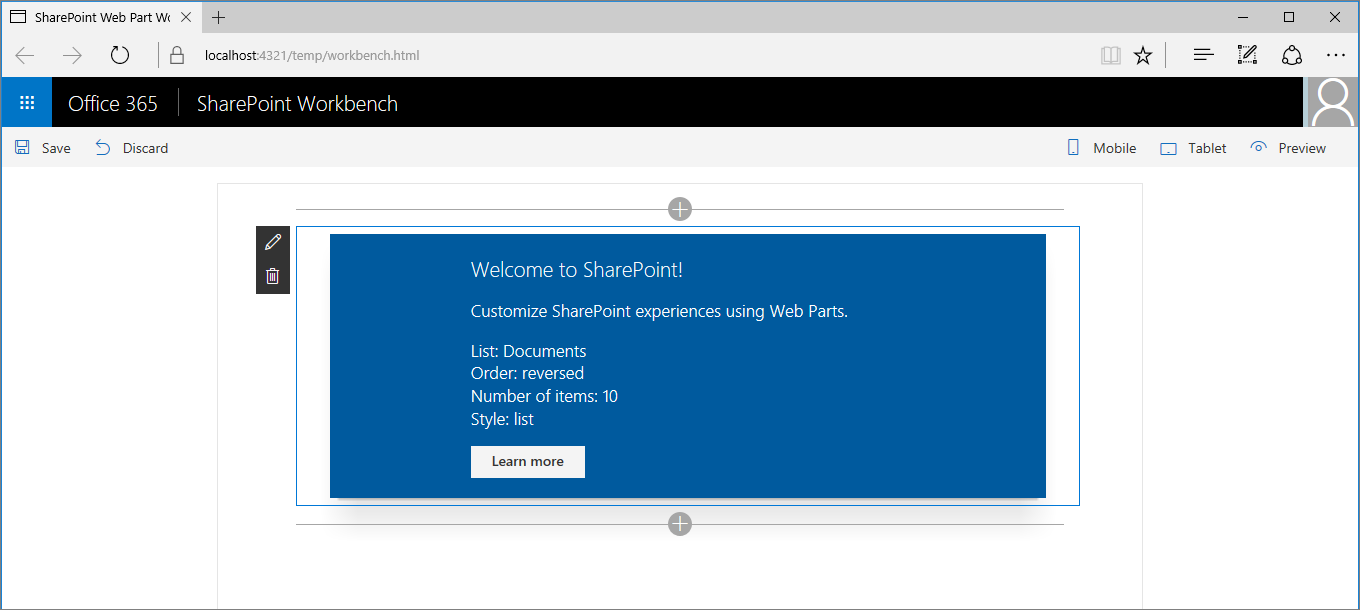 SharePoint Web Part Wo
localhost:4321/temp/workbench.html
Office 365 SharePoint Workbench
Save Discard Mobile Tablet Preview
Welcome to SharePoint!
Customize SharePoint experiences using Web Parts.
List: Documents
Order: reversed
Number of items: 10
Style: list
Learn more